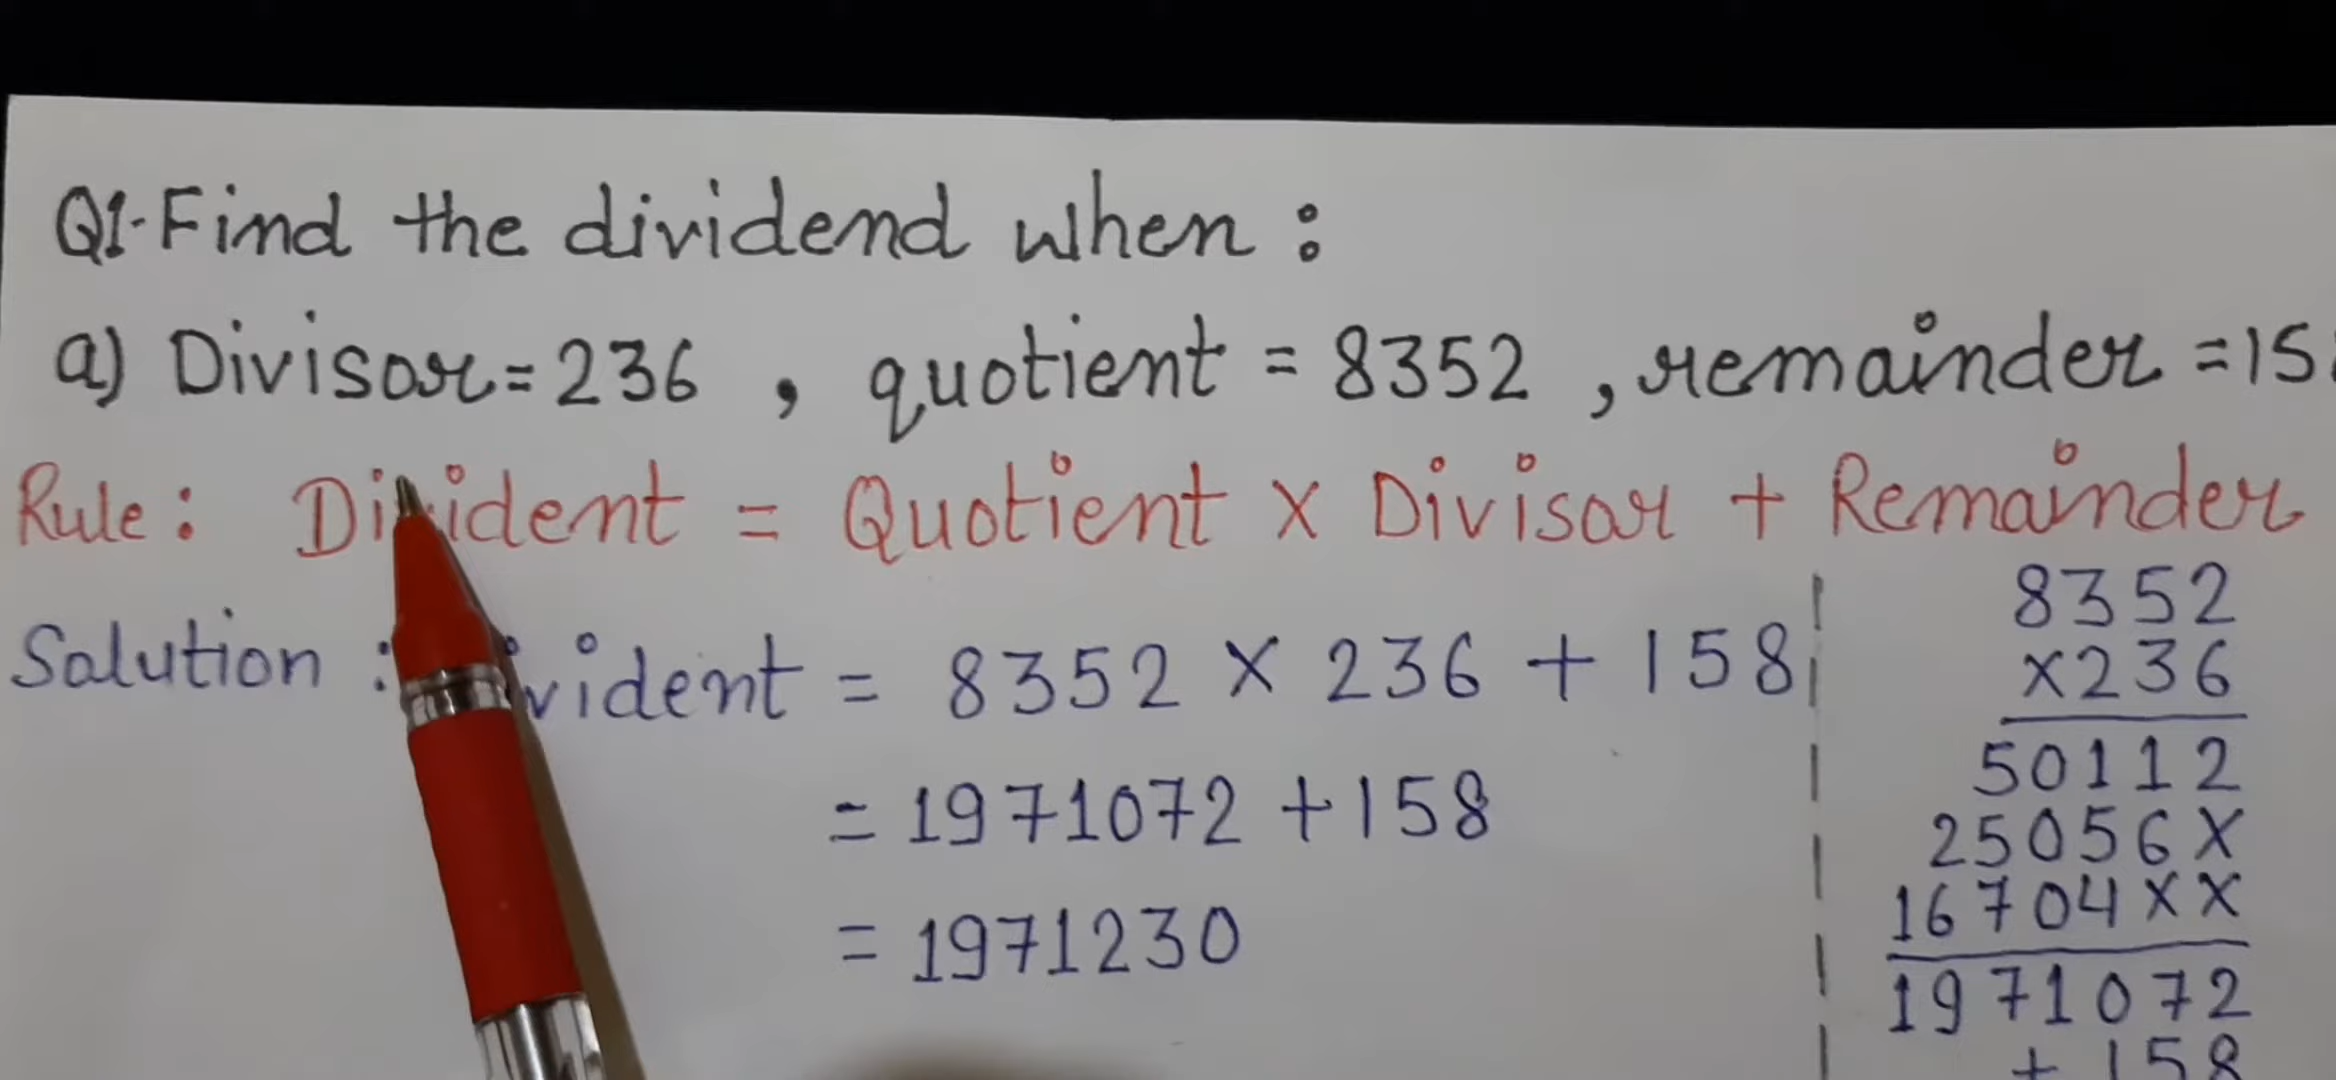 Q1. Find the dividend when :
a) Divisor = 236 , quotient = 8352 , remainder = 15
Rule : Divident = Quotient X Divisor + Remainder
Solution : vident = 8352 X 236 + 158
= 1971072 + 158
= 1971230
8352
X236
50112
25056X
16704XX
1971072
+ 158